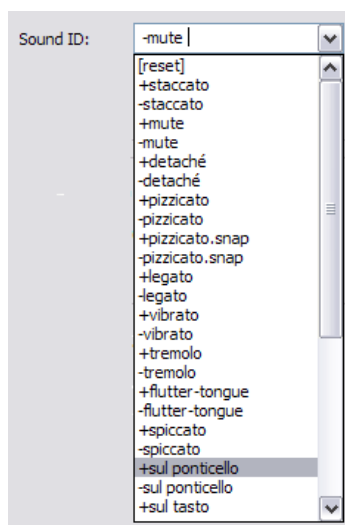 Sound ID: -mute
[reset]
+staccato
-staccato
+mute
-mute
+detaché
-detaché
+pizzicato
-pizzicato
+pizzicato.snap
-pizzicato.snap
+legato
-legato
+vibrato
-vibrato
+tremolo
-tremolo
+flutter-tongue
-flutter-tongue
+spiccato
-spiccato
+sul ponticello
-sul ponticello
+sul tasto